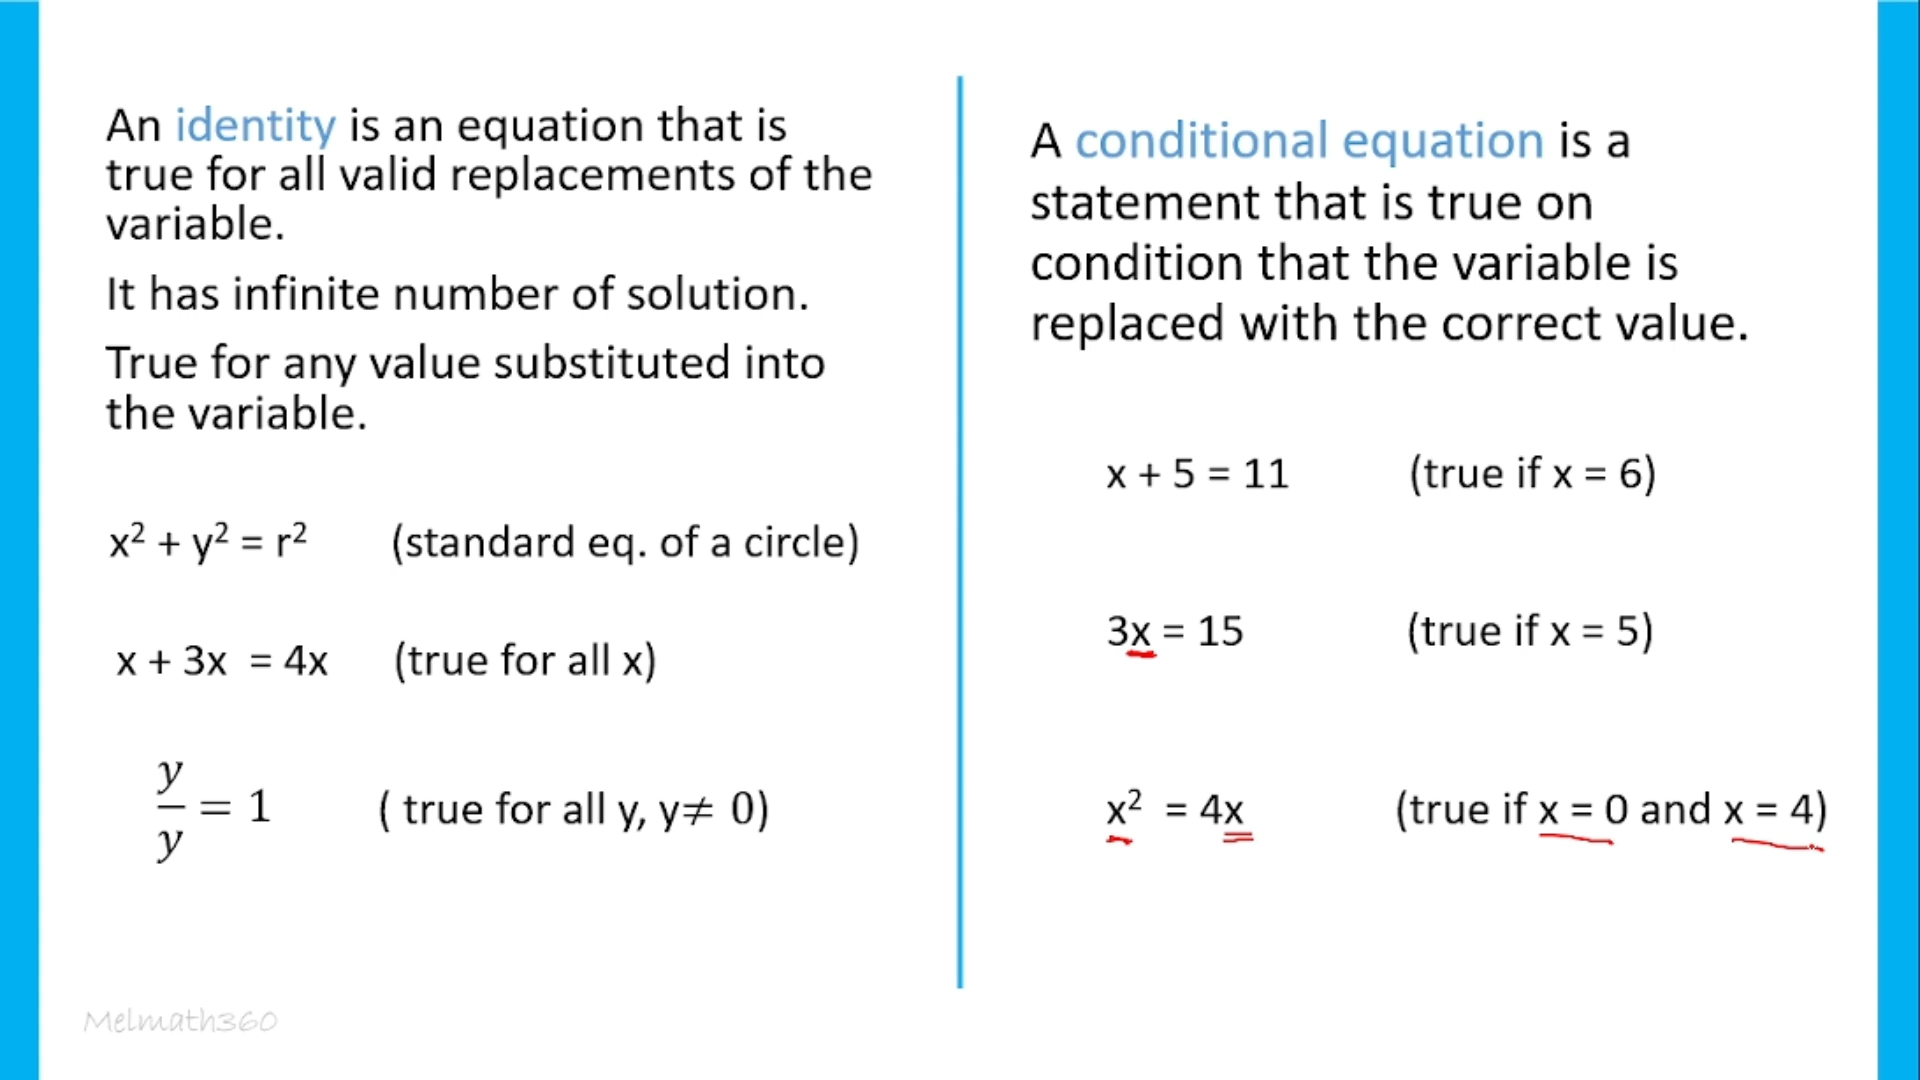 An identity is an equation that is
true for all valid replacements of the
variable.
It has infinite number of solution.
True for any value substituted into
the variable.
x² + y² = r² (standard eq. of a circle)
x + 3x = 4x (true for all x)
y/y = 1 ( true for all y, y≠ 0)
A conditional equation is a
statement that is true on
condition that the variable is
replaced with the correct value.
x + 5 = 11 (true if x = 6)
3x = 15 (true if x = 5)
x² = 4x (true if x = 0 and x = 4)
Melmath360